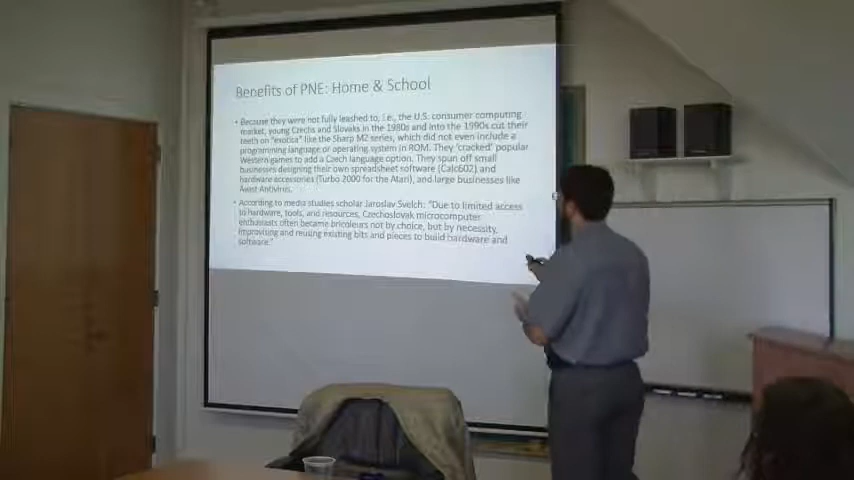 Benefits of PNE: Home & School
• Because they were not fully leashed to, i.e., the U.S. consumer computing
market, young Czechs and Slovaks in the 1980s and into the 1990s cut their
teeth on "exotica" like the Sharp MZ series, which did not even include a
programming language or operating system in ROM. They 'cracked' popular
Western games to add a Czech language option. They spun off small
businesses designing their own spreadsheet software (Calc602) and
hardware accessories (Turbo 2000 for the Atari), and large businesses like
Avast Antivirus.
• According to media studies scholar Jaroslav Svelch: "Due to limited access
to hardware, tools, and resources, Czechoslovak microcomputer
enthusiasts often became bricoleurs not by choice, but by necessity,
improvising and reusing existing bits and pieces to build hardware and
software."